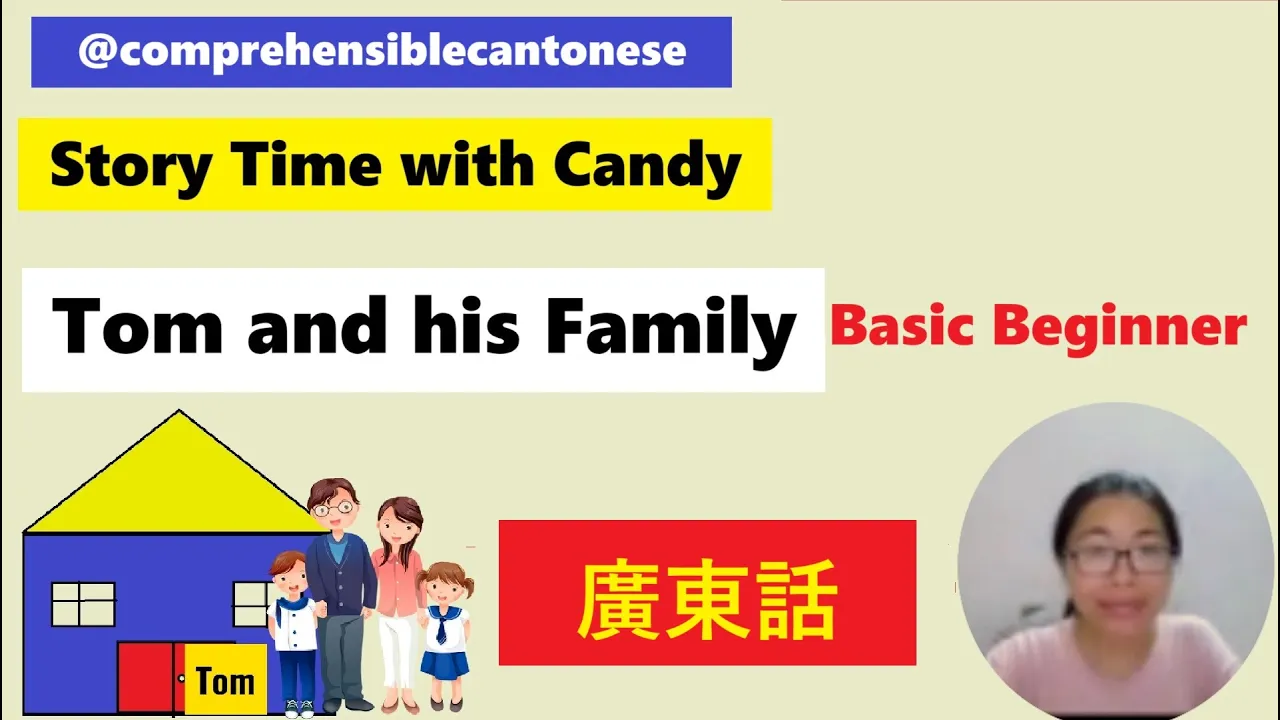 @comprehensiblecantonese
Story Time with Candy
Tom and his Family
Basic Beginner
廣東話
Tom